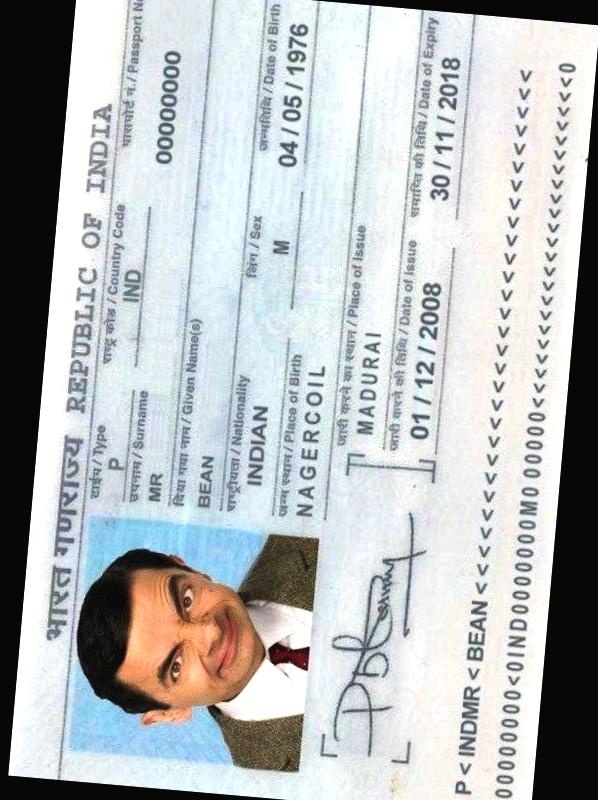 भारत गणराज्य REPUBLIC OF INDIA
टाईप / Type राष्ट्र कोड / Country Code पासपोर्ट नं. / Passport No
P IND 00000000
उपनाम / Surname
MR
दिया गया नाम / Given Name(s)
BEAN
राष्ट्रीयता / Nationality लिंग / Sex जन्मतिथि / Date of Birth
INDIAN M 04 / 05 / 1976
जन्म स्थान / Place of Birth
NAGERCOIL
जारी करने का स्थान / Place of Issue
MADURAI
जारी करने की तिथि / Date of Issue समाप्ति की तिथि / Date of Expiry
01 / 12 / 2008 30 / 11 / 2018
P < INDMR < BEAN < < < < < < < < < < < < < < < < < < < < < < < < < < < < <
00000000<0IND0000000M0 00000<<<<<<<<<<<<<<<<<<<<<<0